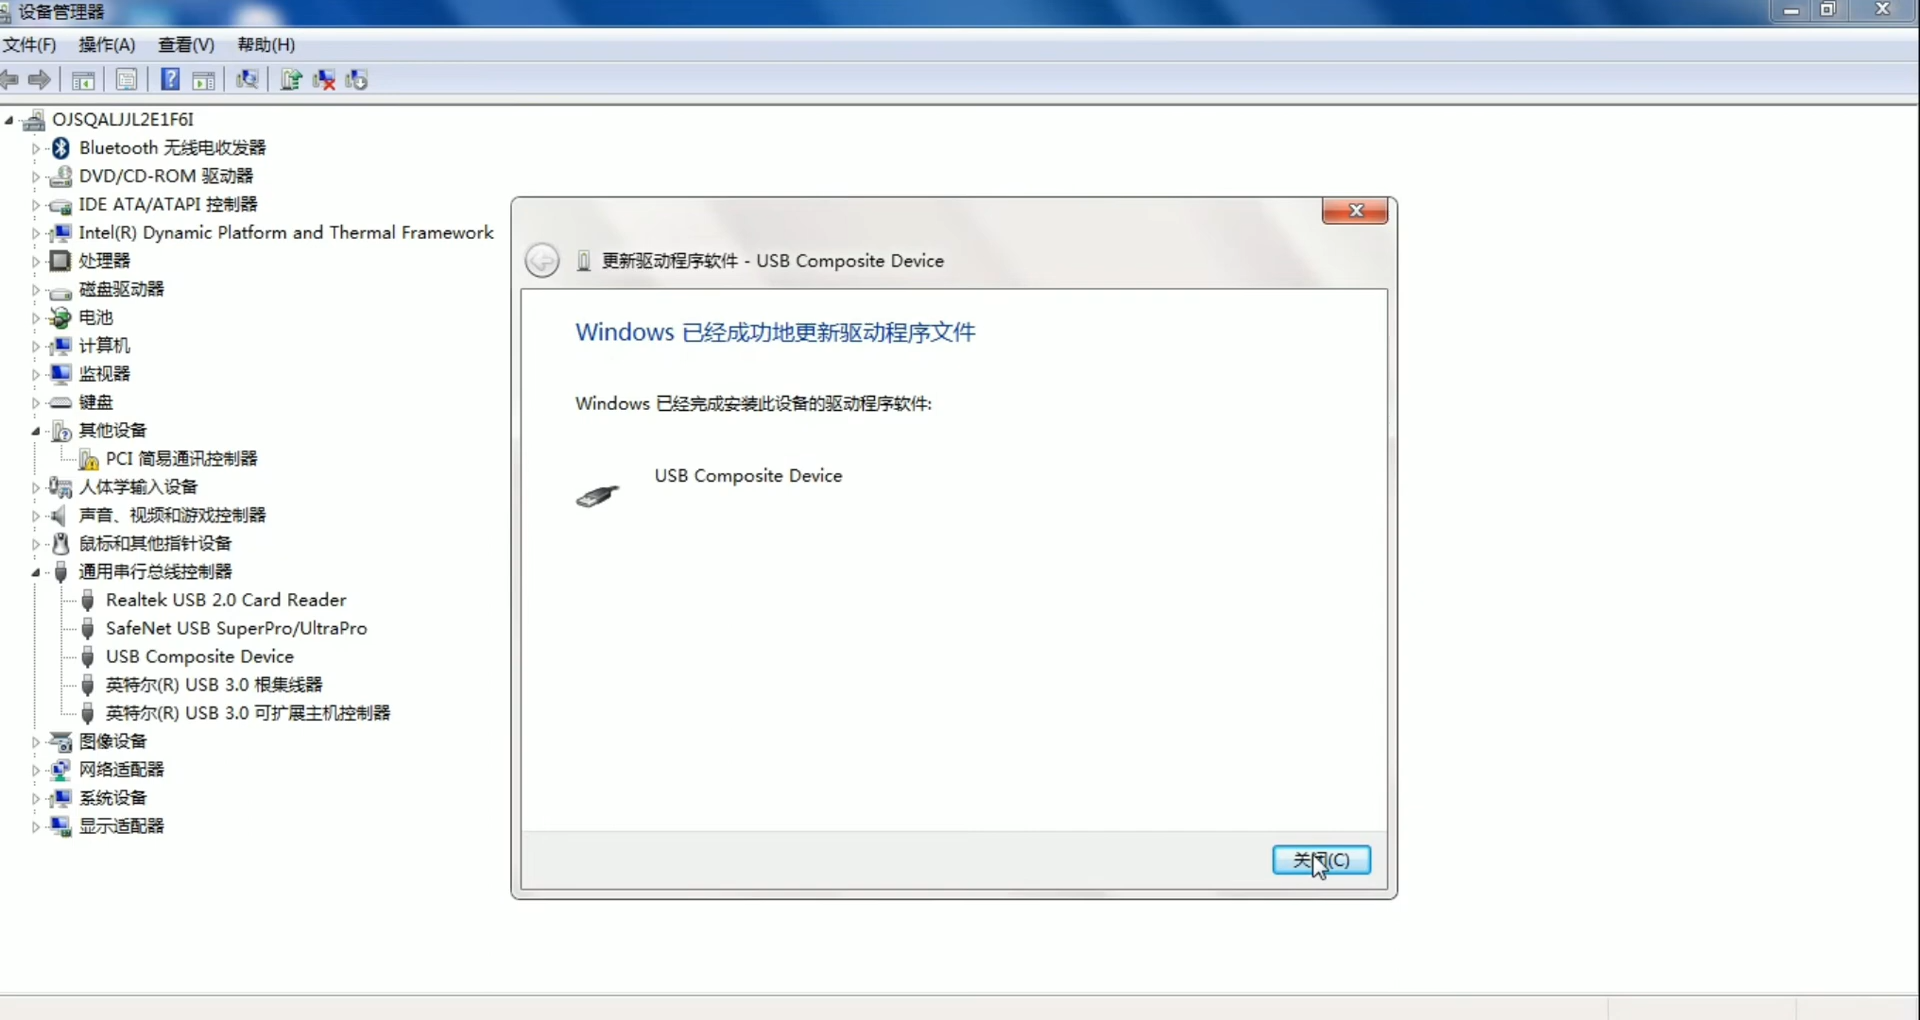 设备管理器
文件(F) 操作(A) 查看(V) 帮助(H)
OJSQALJJL2E1F6I
Bluetooth 无线电收发器
DVD/CD-ROM 驱动器
IDE ATA/ATAPI 控制器
Intel(R) Dynamic Platform and Thermal Framework
处理器
磁盘驱动器
电池
计算机
监视器
键盘
其他设备
PCI 简易通讯控制器
人体学输入设备
声音、视频和游戏控制器
鼠标和其他指针设备
通用串行总线控制器
Realtek USB 2.0 Card Reader
SafeNet USB SuperPro/UltraPro
USB Composite Device
英特尔(R) USB 3.0 根集线器
英特尔(R) USB 3.0 可扩展主机控制器
图像设备
网络适配器
系统设备
显示适配器
更新驱动程序软件 - USB Composite Device
Windows 已经成功地更新驱动程序文件
Windows 已经完成安装此设备的驱动程序软件:
USB Composite Device
关闭(C)